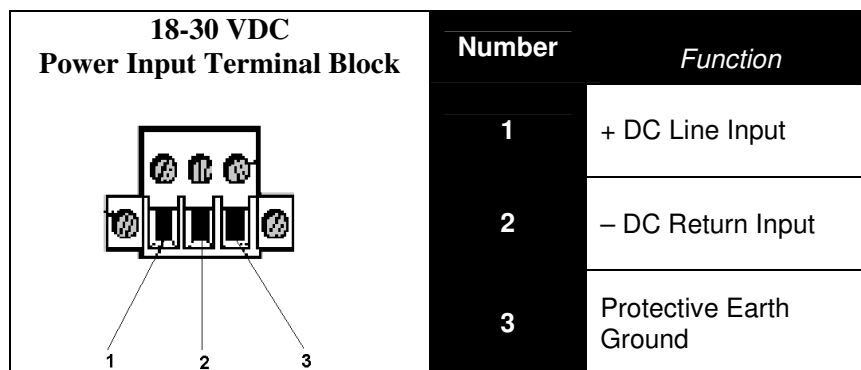 18-30 VDC
Power Input Terminal Block
1 2 3
Number Function
1 + DC Line Input
2 – DC Return Input
3 Protective Earth
Ground